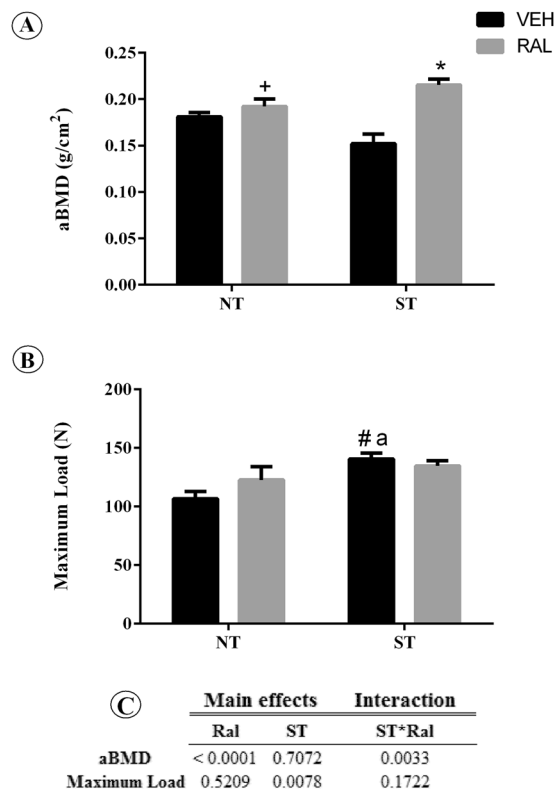 A
VEH
RAL
0.25
0.20
0.15
0.10
0.05
0.00
aBMD (g/cm²)
+
*
NT
ST
B
200
150
100
50
0
Maximum Load (N)
# a
NT
ST
C
Main effects Interaction
Ral ST ST*Ral
aBMD < 0.0001 0.7072 0.0033
Maximum Load 0.5209 0.0078 0.1722